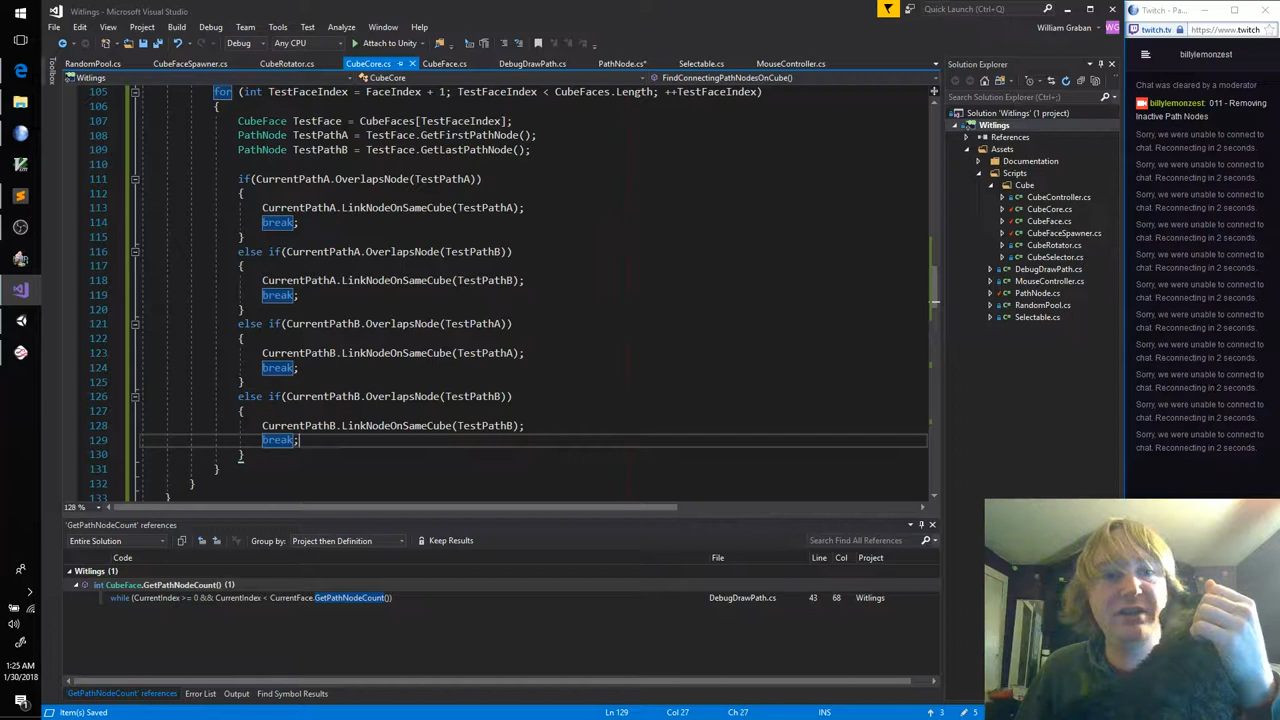 Witlings - Microsoft Visual Studio
Quick Launch (Ctrl+Q)
Twitch - Pa...
File Edit View Project Build Debug Team Tools Test Analyze Window Help
William Graban WG
Debug Any CPU Attach to Unity
twitch.tv https://www.twitch
RandomPool.cs CubeFaceSpawner.cs CubeRotator.cs CubeCore.cs CubeFace.cs DebugDrawPath.cs PathNode.cs* Selectable.cs MouseController.cs
Witlings CubeCore FindConnectingPathNodesOnCube()
105 for (int TestFaceIndex = FaceIndex + 1; TestFaceIndex < CubeFaces.Length; ++TestFaceIndex)
106 {
107 CubeFace TestFace = CubeFaces[TestFaceIndex];
108 PathNode TestPathA = TestFace.GetFirstPathNode();
109 PathNode TestPathB = TestFace.GetLastPathNode();
110
111 if(CurrentPathA.OverlapsNode(TestPathA))
112 {
113 CurrentPathA.LinkNodeOnSameCube(TestPathA);
114 break;
115 }
116 else if(CurrentPathA.OverlapsNode(TestPathB))
117 {
118 CurrentPathA.LinkNodeOnSameCube(TestPathB);
119 break;
120 }
121 else if(CurrentPathB.OverlapsNode(TestPathA))
122 {
123 CurrentPathB.LinkNodeOnSameCube(TestPathA);
124 break;
125 }
126 else if(CurrentPathB.OverlapsNode(TestPathB))
127 {
128 CurrentPathB.LinkNodeOnSameCube(TestPathB);
129 break;
130 }
131 }
132 }
133 }
128 %
Solution Explorer
Search Solution Explorer (Ctrl+;)
Solution 'Witlings' (1 project)
Witlings
References
Assets
Documentation
Scripts
Cube
CubeController.cs
CubeCore.cs
CubeFace.cs
CubeFaceSpawner.cs
CubeRotator.cs
CubeSelector.cs
DebugDrawPath.cs
MouseController.cs
PathNode.cs
RandomPool.cs
Selectable.cs
billylemonzest
Chat was cleared by a moderator
billylemonzest: 011 - Removing
Inactive Path Nodes
Sorry, we were unable to connect to
chat. Reconnecting in 2 seconds.
Sorry, we were unable to connect to
chat. Reconnecting in 2 seconds.
Sorry, we were unable to connect to
chat. Reconnecting in 2 seconds.
Sorry, we were unable to connect to
chat. Reconnecting in 2 seconds.
Sorry, we were unable to connect to
chat. Reconnecting in 2 seconds.
Sorry, we were unable to connect to
chat. Reconnecting in 2 seconds.
Sorry, we were unable to connect to
chat. Reconnecting in 2 seconds.
Sorry, we were unable to connect to
chat. Reconnecting in 2 seconds.
Sorry, we were unable to connect to
chat. Reconnecting in 2 seconds.
Sorry, we were unable to connect to
chat. Reconnecting in 2 seconds.
Sorry, we were unable to connect to
chat. Reconnecting in 2 seconds.
'GetPathNodeCount' references
Entire Solution Group by: Project then Definition Keep Results Search Find All References
Code File Line Col Project
Witlings (1)
int CubeFace.GetPathNodeCount() (1)
while (CurrentIndex >= 0 && CurrentIndex < CurrentFace.GetPathNodeCount()) DebugDrawPath.cs 43 68 Witlings
'GetPathNodeCount' references Error List Output Find Symbol Results
Item(s) Saved Ln 129 Col 27 Ch 27 INS 3 5
1:25 AM
1/30/2018